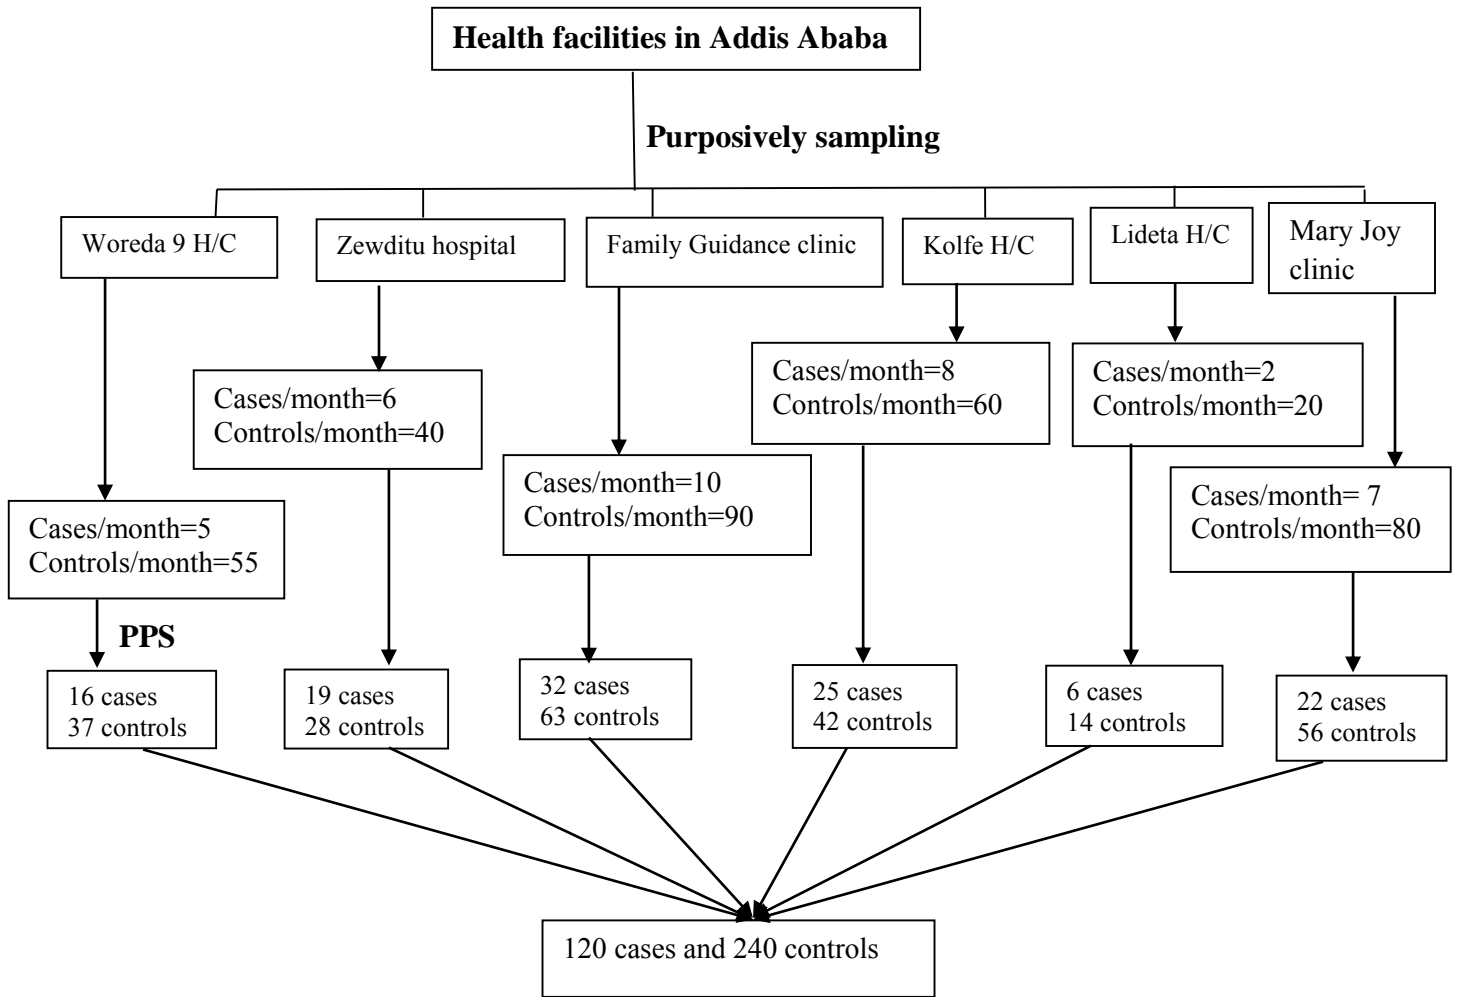 Health facilities in Addis Ababa
Purposively sampling
Woreda 9 H/C
Zewditu hospital
Family Guidance clinic
Kolfe H/C
Lideta H/C
Mary Joy
clinic
Cases/month=5
Controls/month=55
Cases/month=6
Controls/month=40
Cases/month=10
Controls/month=90
Cases/month=8
Controls/month=60
Cases/month=2
Controls/month=20
Cases/month= 7
Controls/month=80
PPS
16 cases
37 controls
19 cases
28 controls
32 cases
63 controls
25 cases
42 controls
6 cases
14 controls
22 cases
56 controls
120 cases and 240 controls